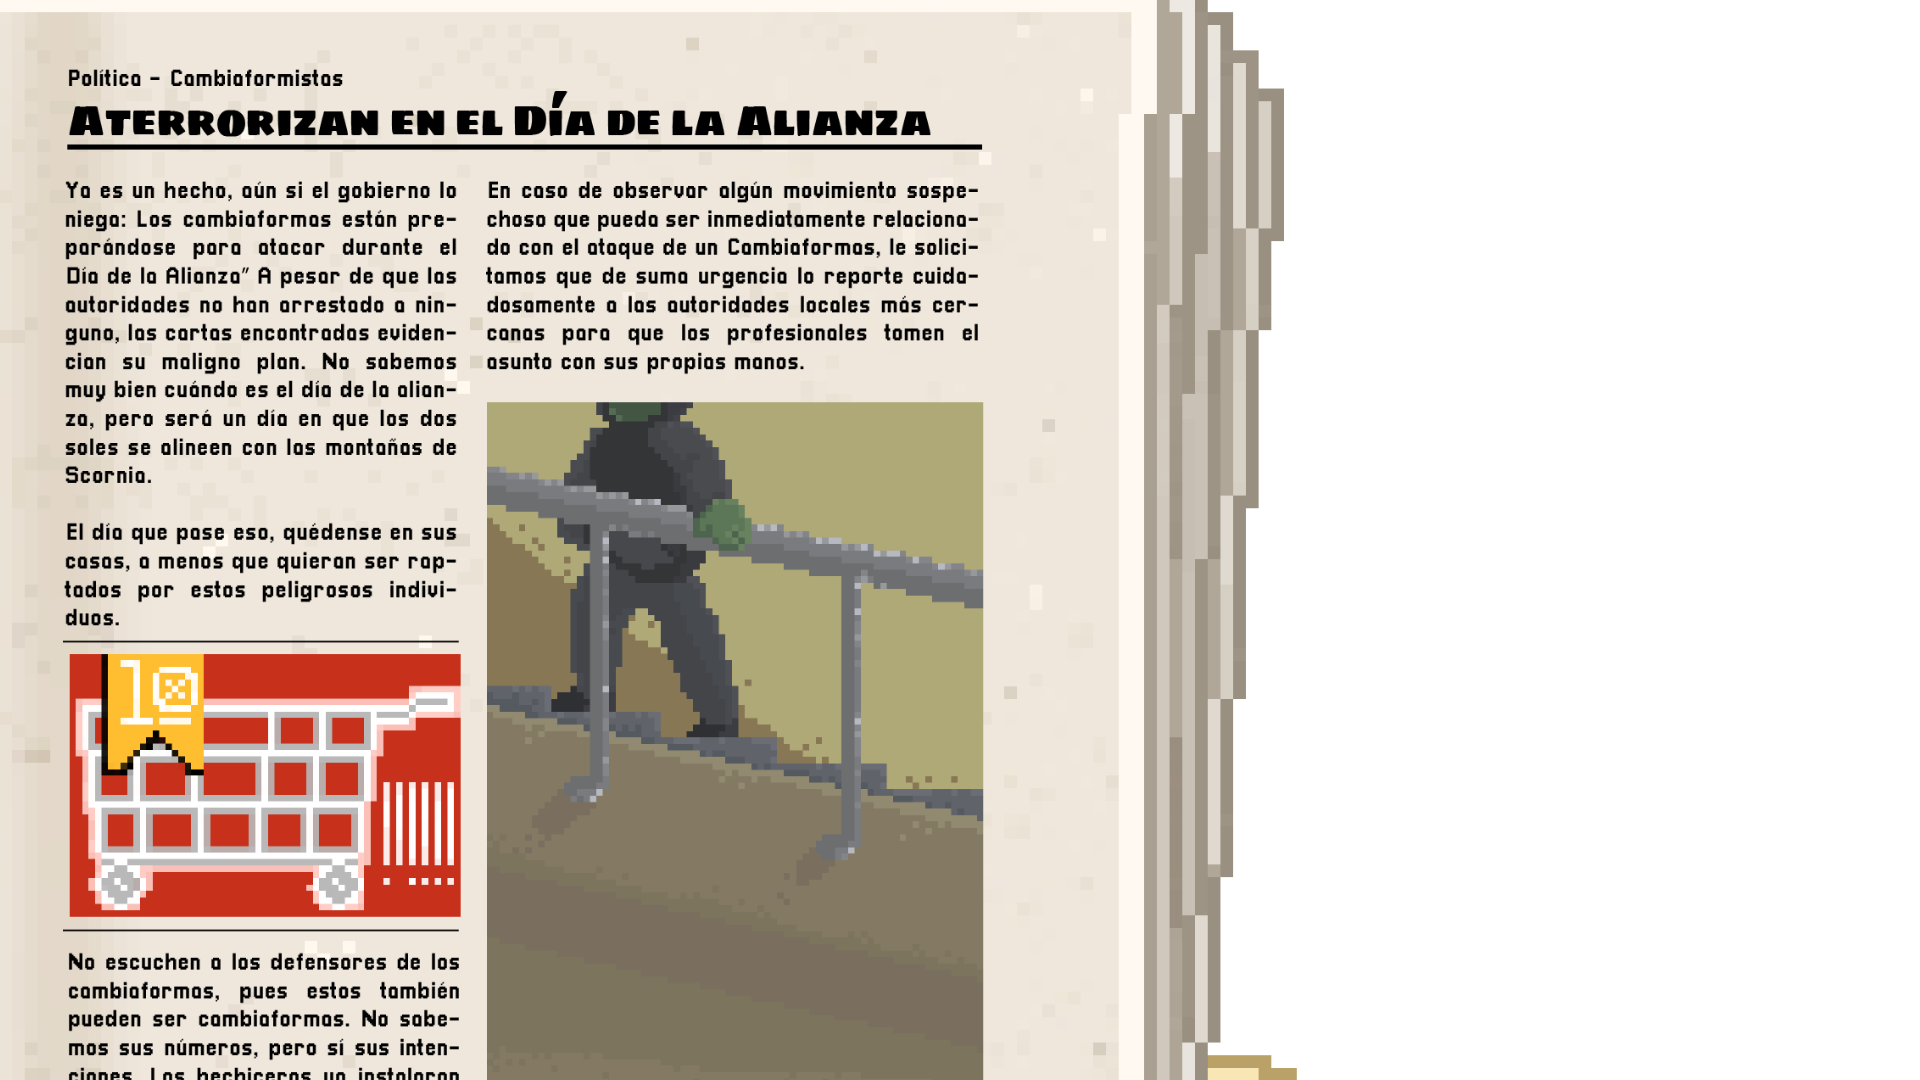 Política - Cambiaformistas
Aterrorizan en el Día de la Alianza
Ya es un hecho, aún si el gobierno lo
niega: Los cambiaformas están pre-
parándose para atacar durante el
Día de la Alianza" A pesar de que las
autoridades no han arrestado a nin-
guno, las cartas encontradas eviden-
cian su maligno plan. No sabemos
muy bien cuándo es el día de la alian-
za, pero será un día en que los dos
soles se alineen con las montañas de
Scornia.
El día que pase eso, quédense en sus
casas, a menos que quieran ser rap-
tados por estos peligrosos indivi-
duos.
10
No escuchen a los defensores de los
cambiaformas, pues estos también
pueden ser cambiaformas. No sabe-
mos sus números, pero sí sus inten-
ciones. Los hechiceros ya instalaron
En caso de observar algún movimiento sospe-
choso que pueda ser inmediatamente relaciona-
do con el ataque de un Cambiaformas, le solici-
tamos que de suma urgencia lo reporte cuida-
dosamente a las autoridades locales más cer-
canas para que los profesionales tomen el
asunto con sus propias manos.